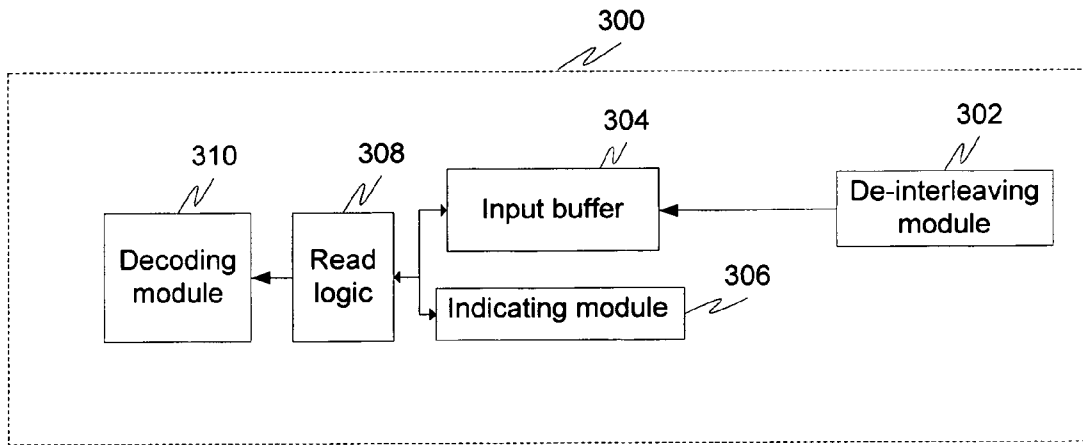 300
304
302
310
308
Input buffer
De-interleaving
module
Decoding
module
Read
logic
306
Indicating module